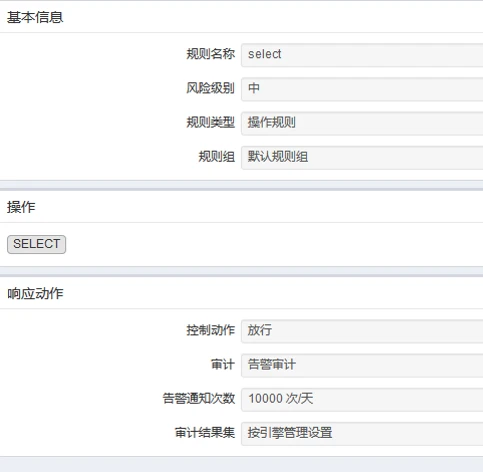 基本信息
规则名称 select
风险级别 中
规则类型 操作规则
规则组 默认规则组
操作
SELECT
响应动作
控制动作 放行
审计 告警审计
告警通知次数 10000 次/天
审计结果集 按引擎管理设置